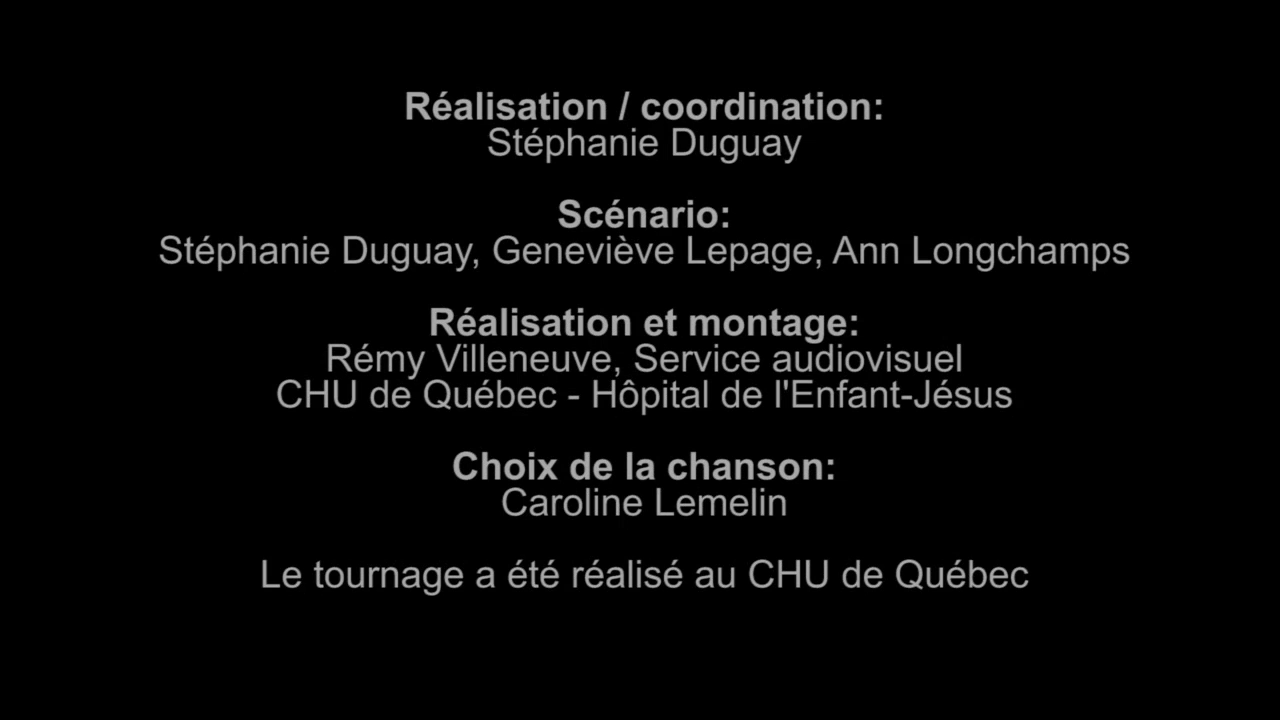 Réalisation / coordination:
Stéphanie Duguay
Scénario:
Stéphanie Duguay, Geneviève Lepage, Ann Longchamps
Réalisation et montage:
Rémy Villeneuve, Service audiovisuel
CHU de Québec - Hôpital de l'Enfant-Jésus
Choix de la chanson:
Caroline Lemelin
Le tournage a été réalisé au CHU de Québec